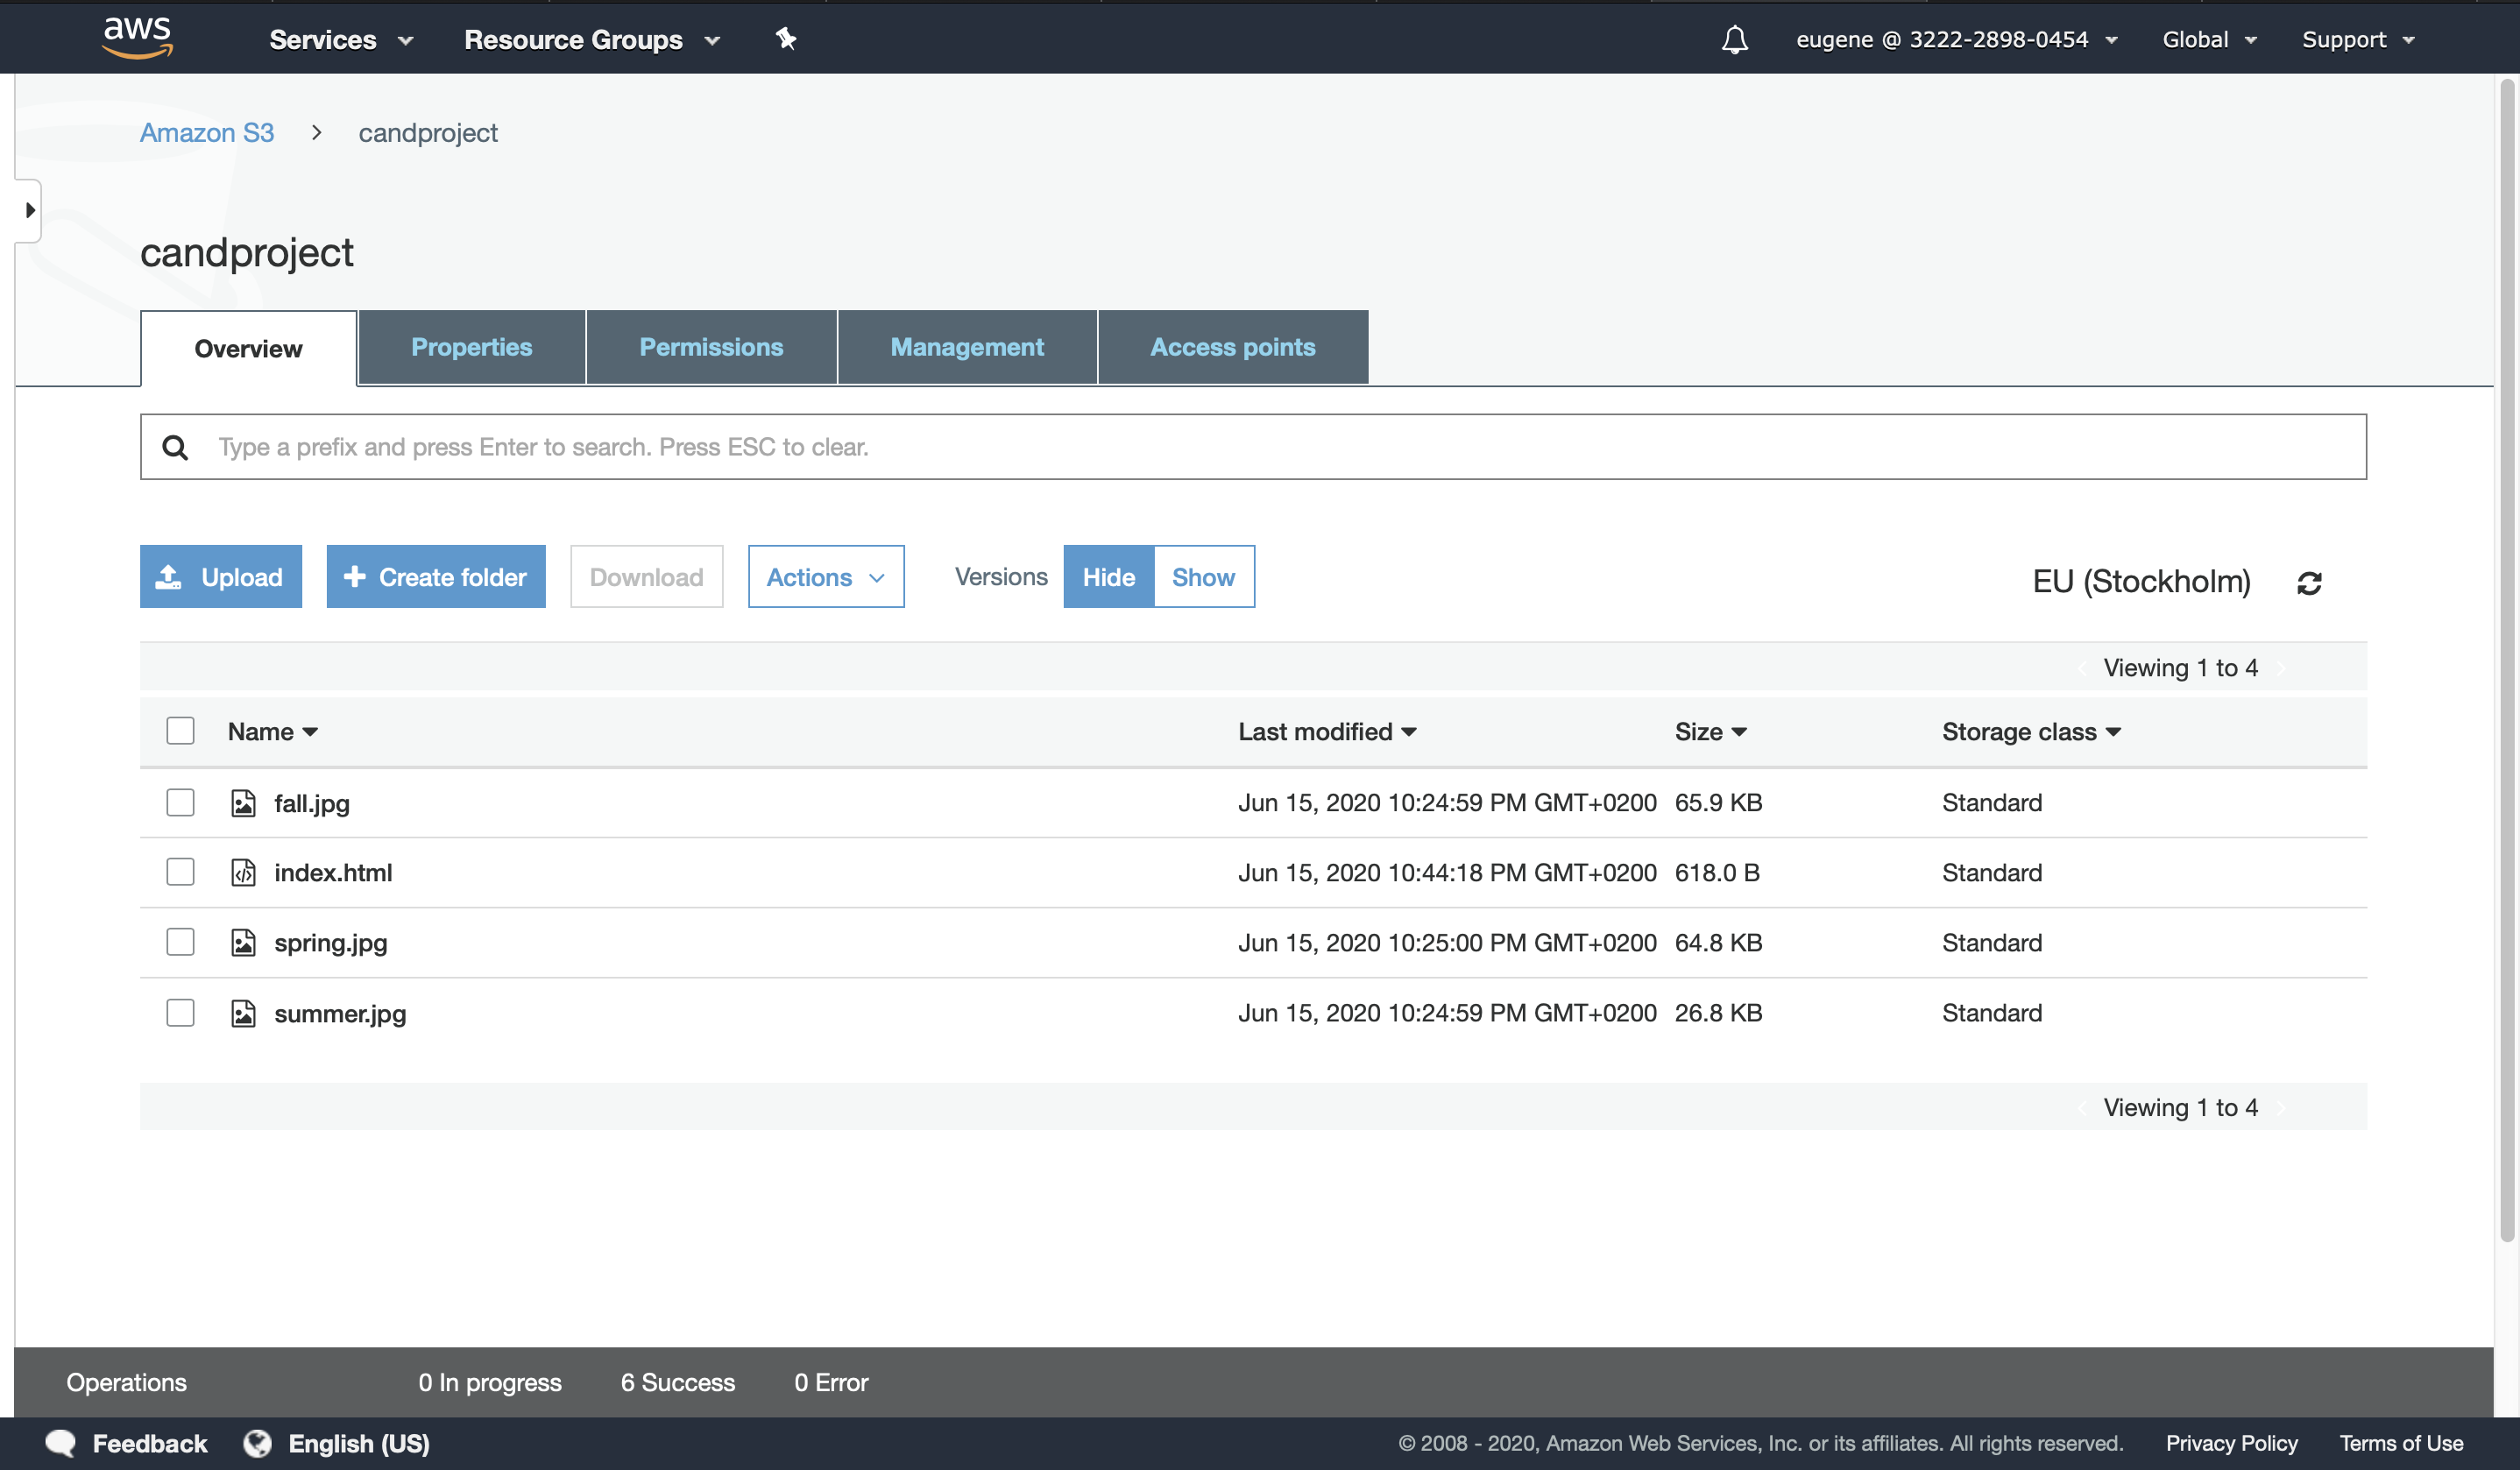 aws Services Resource Groups eugene @ 3222-2898-0454 Global Support
Amazon S3 > candproject
candproject
Overview Properties Permissions Management Access points
Type a prefix and press Enter to search. Press ESC to clear.
Upload Create folder Download Actions Versions Hide Show EU (Stockholm)
Viewing 1 to 4
Name Last modified Size Storage class
fall.jpg Jun 15, 2020 10:24:59 PM GMT+0200 65.9 KB Standard
index.html Jun 15, 2020 10:44:18 PM GMT+0200 618.0 B Standard
spring.jpg Jun 15, 2020 10:25:00 PM GMT+0200 64.8 KB Standard
summer.jpg Jun 15, 2020 10:24:59 PM GMT+0200 26.8 KB Standard
Viewing 1 to 4
Operations 0 In progress 6 Success 0 Error
Feedback English (US) © 2008 - 2020, Amazon Web Services, Inc. or its affiliates. All rights reserved. Privacy Policy Terms of Use